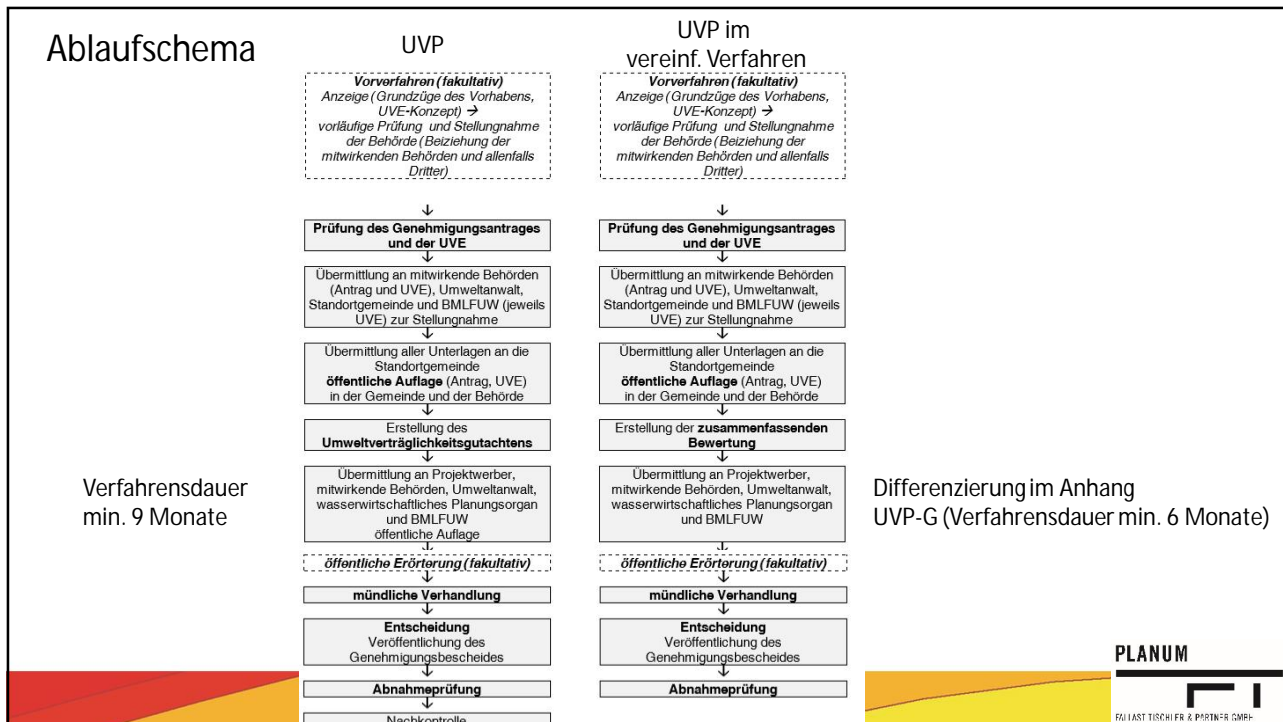 Ablaufschema
UVP
Vorverfahren (fakultativ)
Anzeige (Grundzüge des Vorhabens,
UVE-Konzept) →
vorläufige Prüfung und Stellungnahme
der Behörde (Beiziehung der
mitwirkenden Behörden und allenfalls
Dritter)
↓
Prüfung des Genehmigungsantrages
und der UVE
↓
Übermittlung an mitwirkende Behörden
(Antrag und UVE), Umweltanwalt,
Standortgemeinde und BMLFUW (jeweils
UVE) zur Stellungnahme
↓
Übermittlung aller Unterlagen an die
Standortgemeinde
öffentliche Auflage (Antrag, UVE)
in der Gemeinde und der Behörde
↓
Erstellung des
Umweltverträglichkeitsgutachtens
↓
Übermittlung an Projektwerber,
mitwirkende Behörden, Umweltanwalt,
wasserwirtschaftliches Planungsorgan
und BMLFUW
öffentliche Auflage
↓
öffentliche Erörterung (fakultativ)
↓
mündliche Verhandlung
↓
Entscheidung
Veröffentlichung des
Genehmigungsbescheides
↓
Abnahmeprüfung
↓
Nachkontrolle
Verfahrensdauer
min. 9 Monate
UVP im
vereinf. Verfahren
Vorverfahren (fakultativ)
Anzeige (Grundzüge des Vorhabens,
UVE-Konzept) →
vorläufige Prüfung und Stellungnahme
der Behörde (Beiziehung der
mitwirkenden Behörden und allenfalls
Dritter)
↓
Prüfung des Genehmigungsantrages
und der UVE
↓
Übermittlung an mitwirkende Behörden
(Antrag und UVE), Umweltanwalt,
Standortgemeinde und BMLFUW (jeweils
UVE) zur Stellungnahme
↓
Übermittlung aller Unterlagen an die
Standortgemeinde
öffentliche Auflage (Antrag, UVE)
in der Gemeinde und der Behörde
↓
Erstellung der zusammenfassenden
Bewertung
↓
Übermittlung an Projektwerber,
mitwirkende Behörden, Umweltanwalt,
wasserwirtschaftliches Planungsorgan
und BMLFUW
↓
öffentliche Erörterung (fakultativ)
↓
mündliche Verhandlung
↓
Entscheidung
Veröffentlichung des
Genehmigungsbescheides
↓
Abnahmeprüfung
Differenzierung im Anhang
UVP-G (Verfahrensdauer min. 6 Monate)
PLANUM
FALLAST TISCHLER & PARTNER GMBH